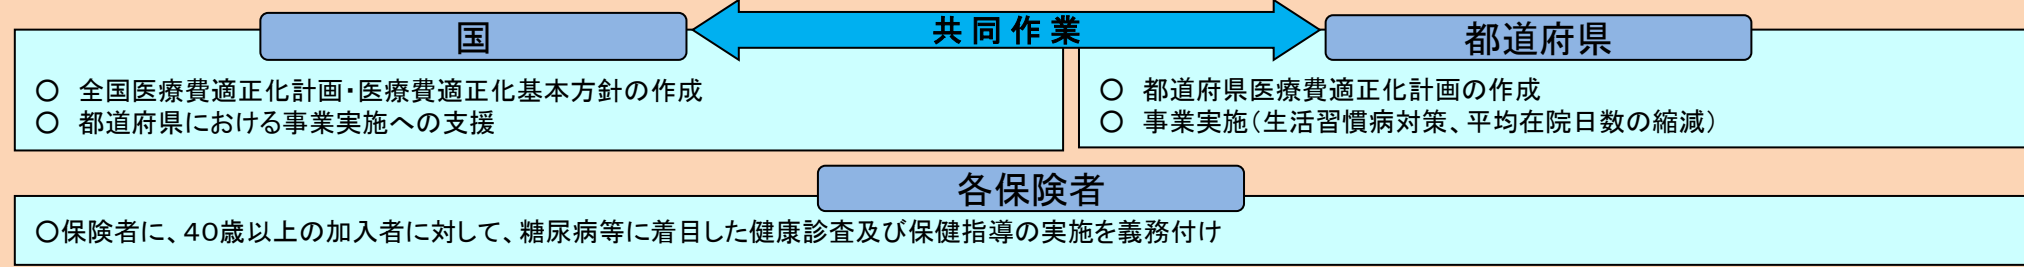 国
共同作業
都道府県
○ 全国医療費適正化計画・医療費適正化基本方針の作成
○ 都道府県における事業実施への支援
○ 都道府県医療費適正化計画の作成
○ 事業実施（生活習慣病対策、平均在院日数の縮減）
各保険者
○保険者に、40歳以上の加入者に対して、糖尿病等に着目した健康診査及び保健指導の実施を義務付け